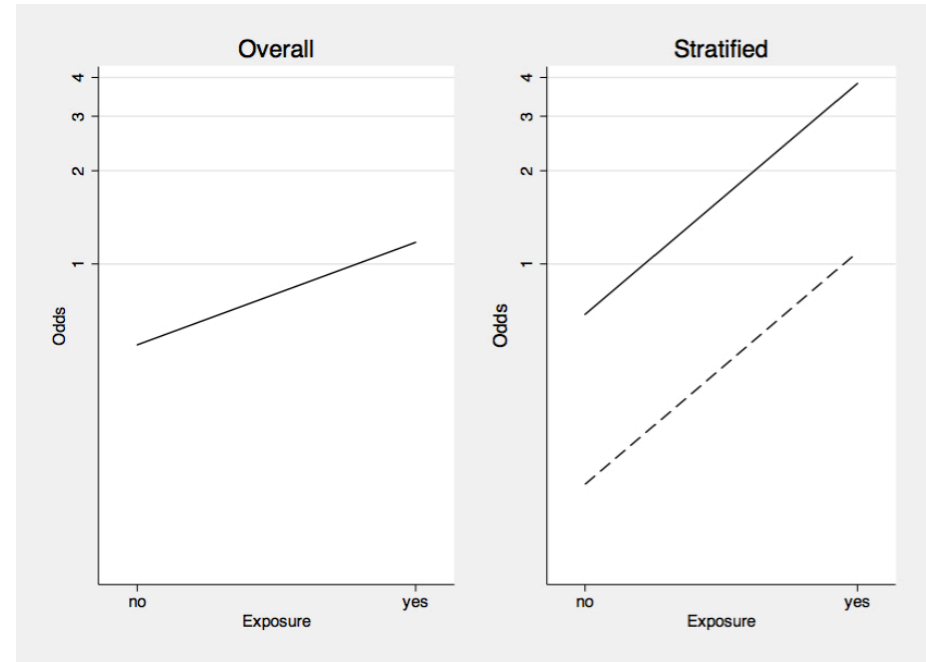 Overall
4
3
2
1
Odds
no yes
Exposure
Stratified
4
3
2
1
Odds
no yes
Exposure